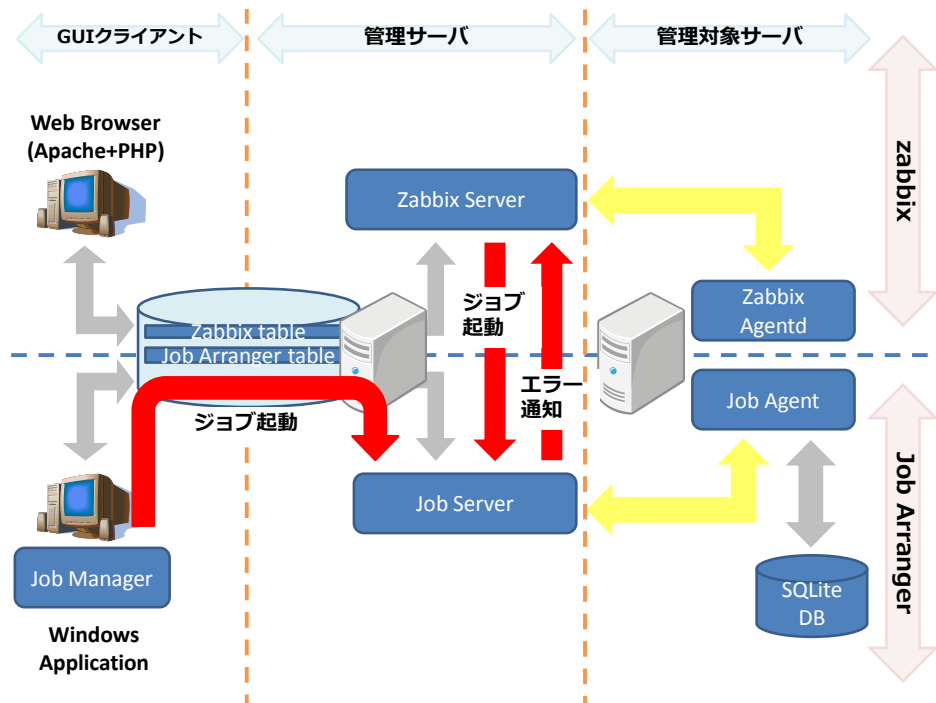 GUIクライアント
管理サーバ
管理対象サーバ
Web Browser
(Apache+PHP)
Zabbix Server
zabbix
Zabbix
Agentd
ジョブ
起動
Zabbix table
Job Arranger table
エラー
通知
ジョブ起動
Job Agent
Job Server
Job Manager
Windows
Application
SQLite
DB
Job Arranger